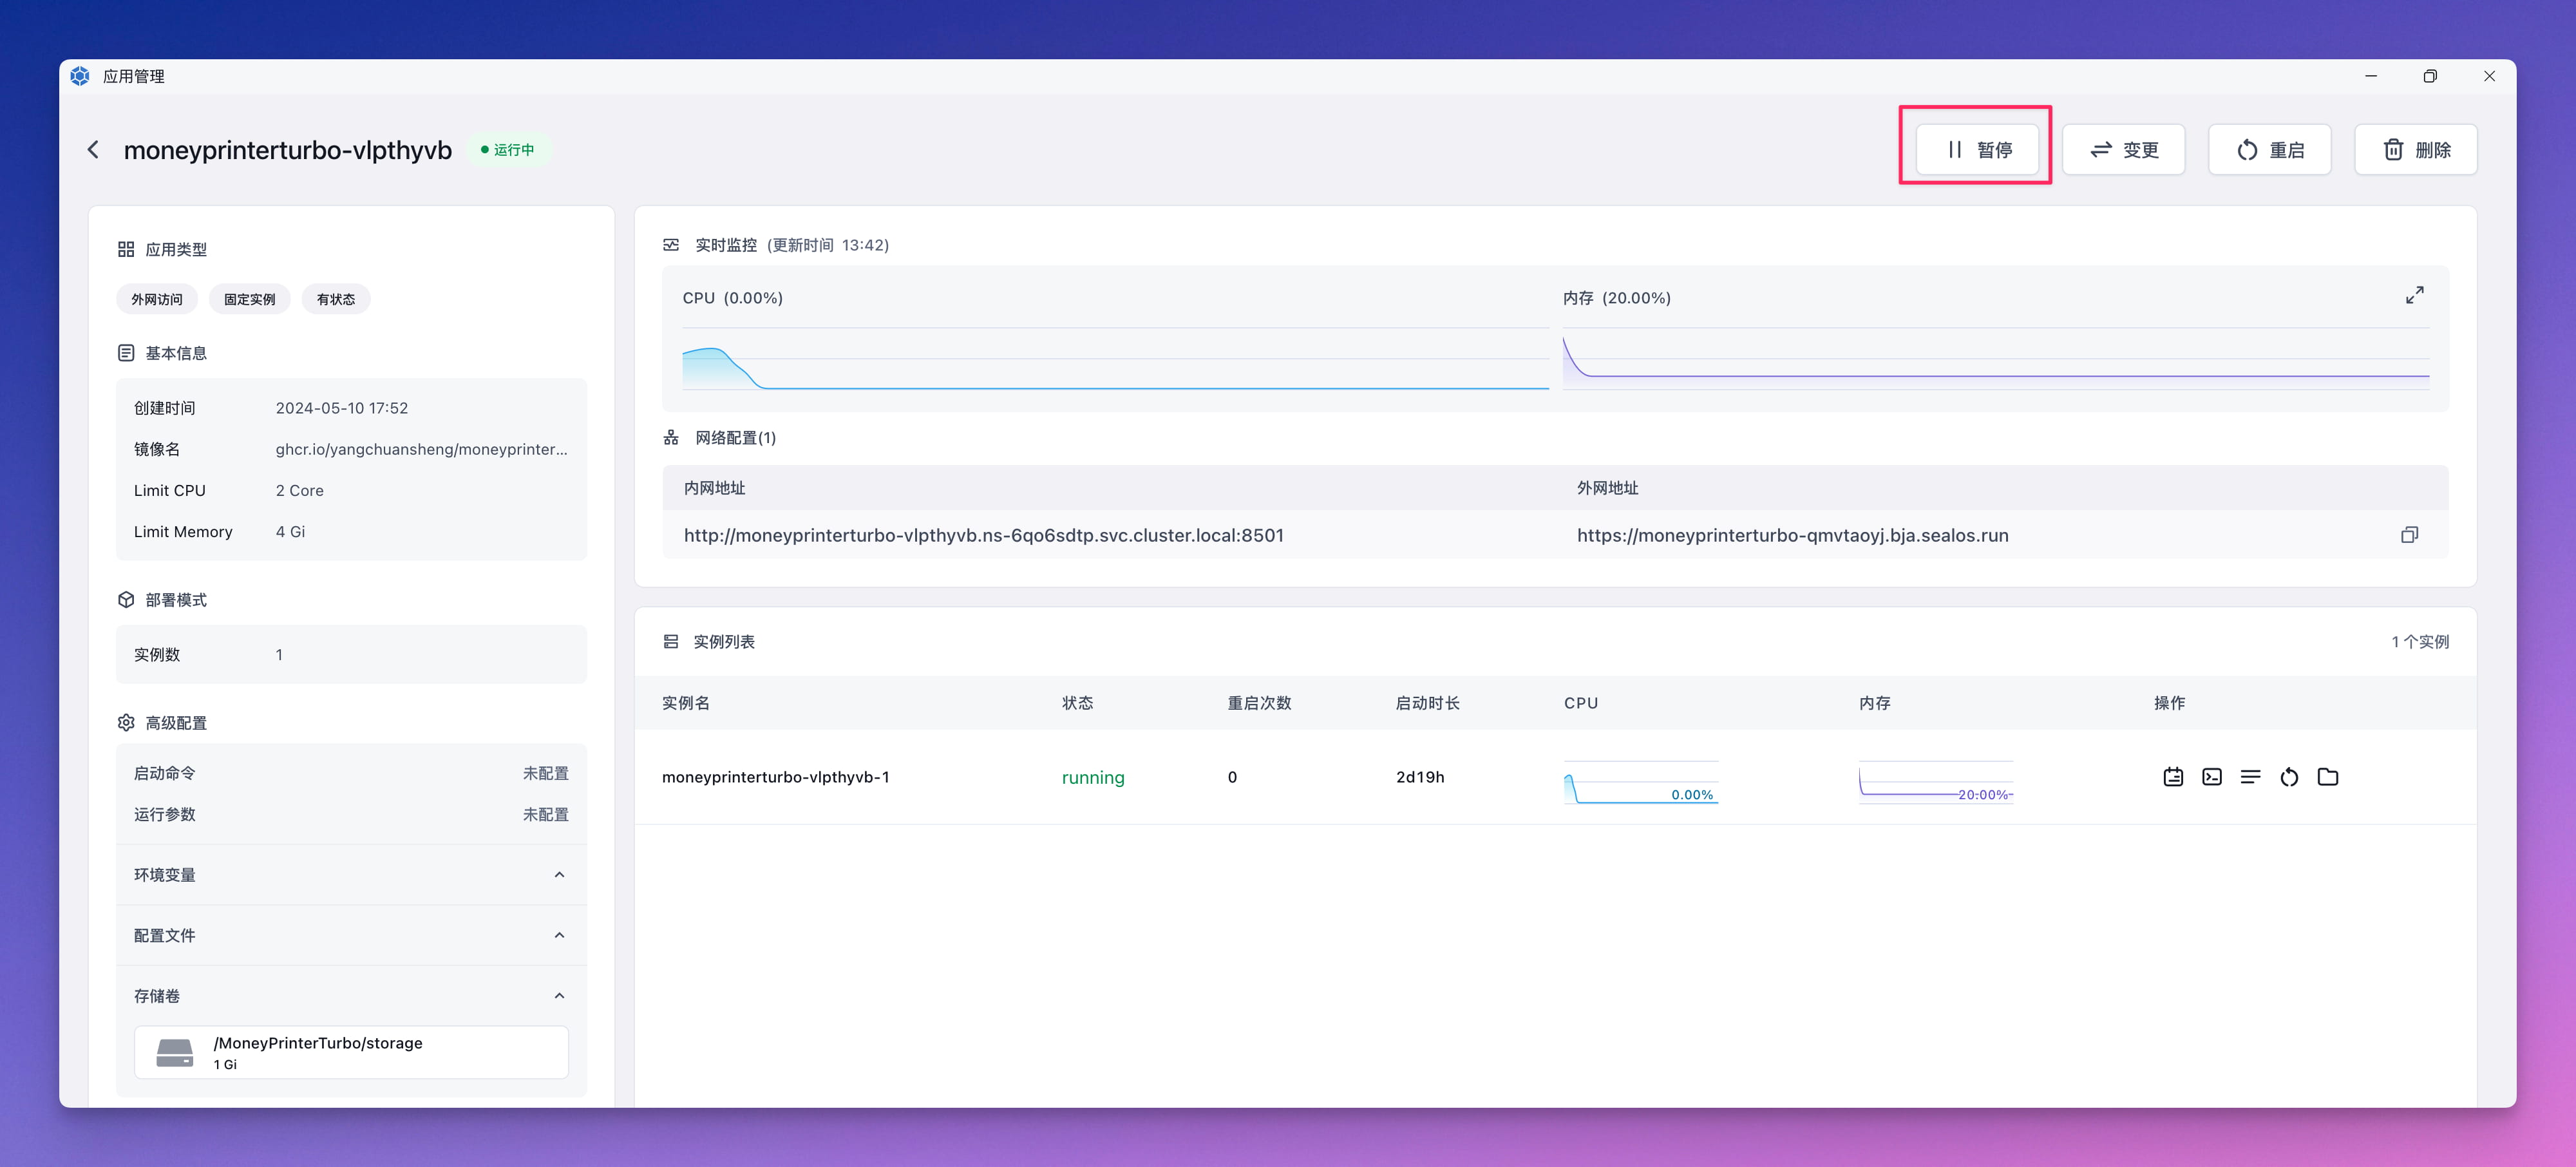 应用管理
moneyprinterturbo-vlpthyvb
运行中
暂停
变更
重启
删除
应用类型
外网访问
固定实例
有状态
基本信息
创建时间 2024-05-10 17:52
镜像名 ghcr.io/yangchuansheng/moneyprinter...
Limit CPU 2 Core
Limit Memory 4 Gi
部署模式
实例数 1
高级配置
启动命令 未配置
运行参数 未配置
环境变量
配置文件
存储卷
/MoneyPrinterTurbo/storage
1 Gi
实时监控 (更新时间 13:42)
CPU (0.00%)
内存 (20.00%)
网络配置(1)
内网地址 外网地址
http://moneyprinterturbo-vlpthyvb.ns-6qo6sdtp.svc.cluster.local:8501 https://moneyprinterturbo-qmvtaoyj.bja.sealos.run
实例列表 1 个实例
实例名 状态 重启次数 启动时长 CPU 内存 操作
moneyprinterturbo-vlpthyvb-1 running 0 2d19h 0.00% 20.00%